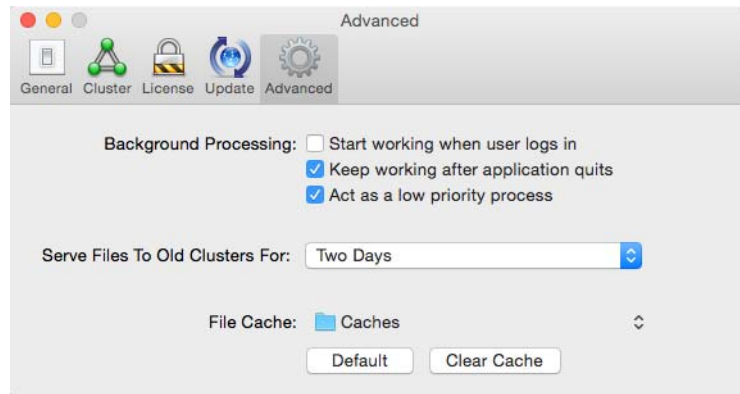 Advanced
General Cluster License Update Advanced
Background Processing: Start working when user logs in
Keep working after application quits
Act as a low priority process
Serve Files To Old Clusters For: Two Days
File Cache: Caches
Default Clear Cache